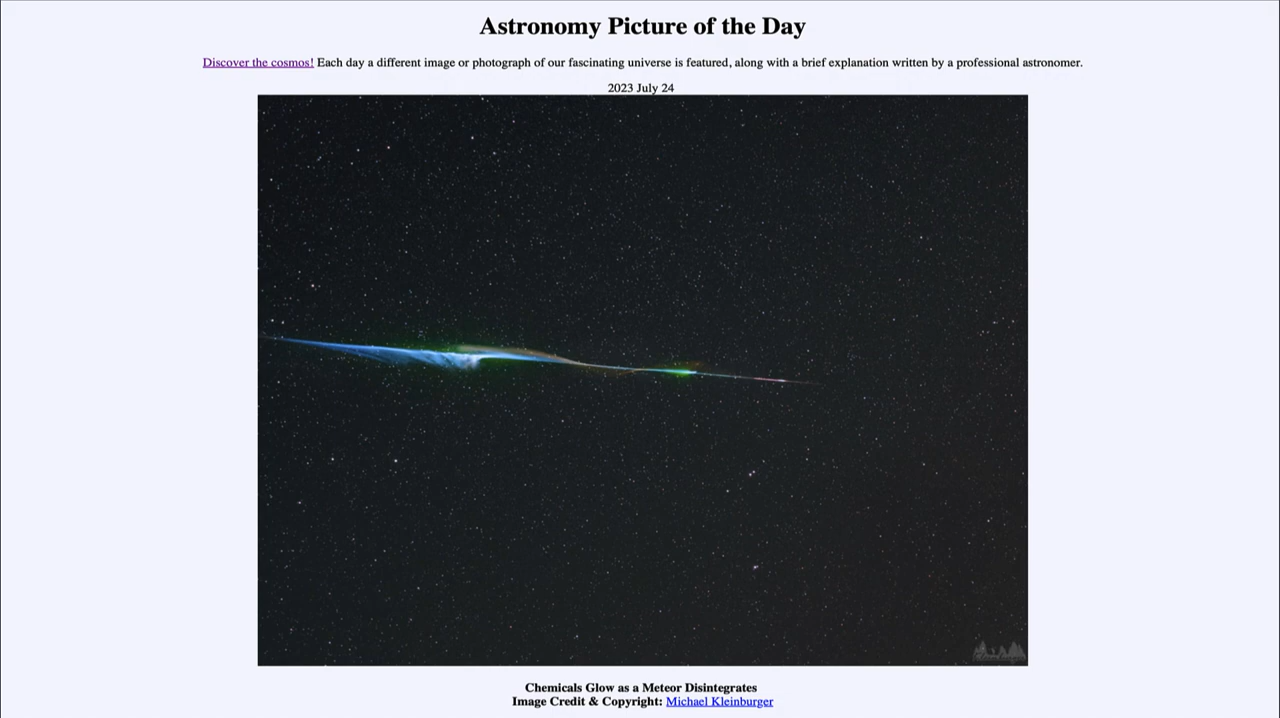 Astronomy Picture of the Day
Discover the cosmos! Each day a different image or photograph of our fascinating universe is featured, along with a brief explanation written by a professional astronomer.
2023 July 24
Chemicals Glow as a Meteor Disintegrates
Image Credit & Copyright: Michael Kleinburger